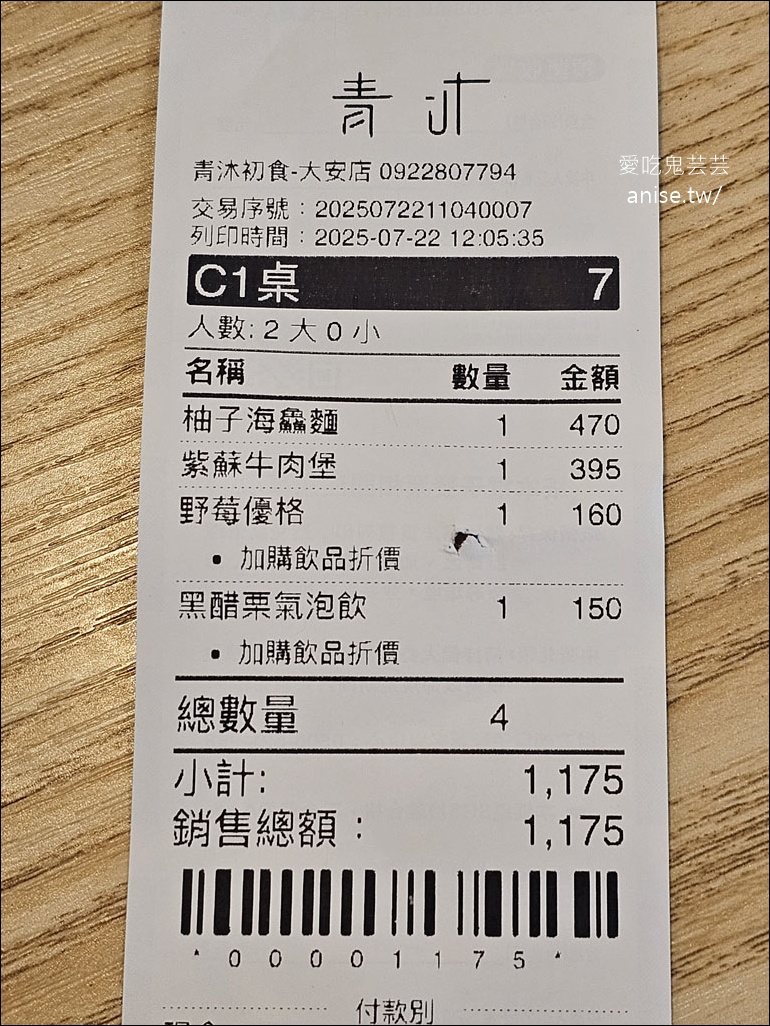 青沐
青沐初食-大安店 0922807794
愛吃鬼芸芸
anise.tw/
交易序號：2025072211040007
列印時間：2025-07-22 12:05:35
C1桌 7
人數: 2 大 0 小
名稱 數量 金額
柚子海鱻麵 1 470
紫蘇牛肉堡 1 395
野莓優格 1 160
• 加購飲品折價
黑醋栗氣泡飲 1 150
• 加購飲品折價
總數量 4
小計: 1,175
銷售總額： 1,175
*00001175*
付款別